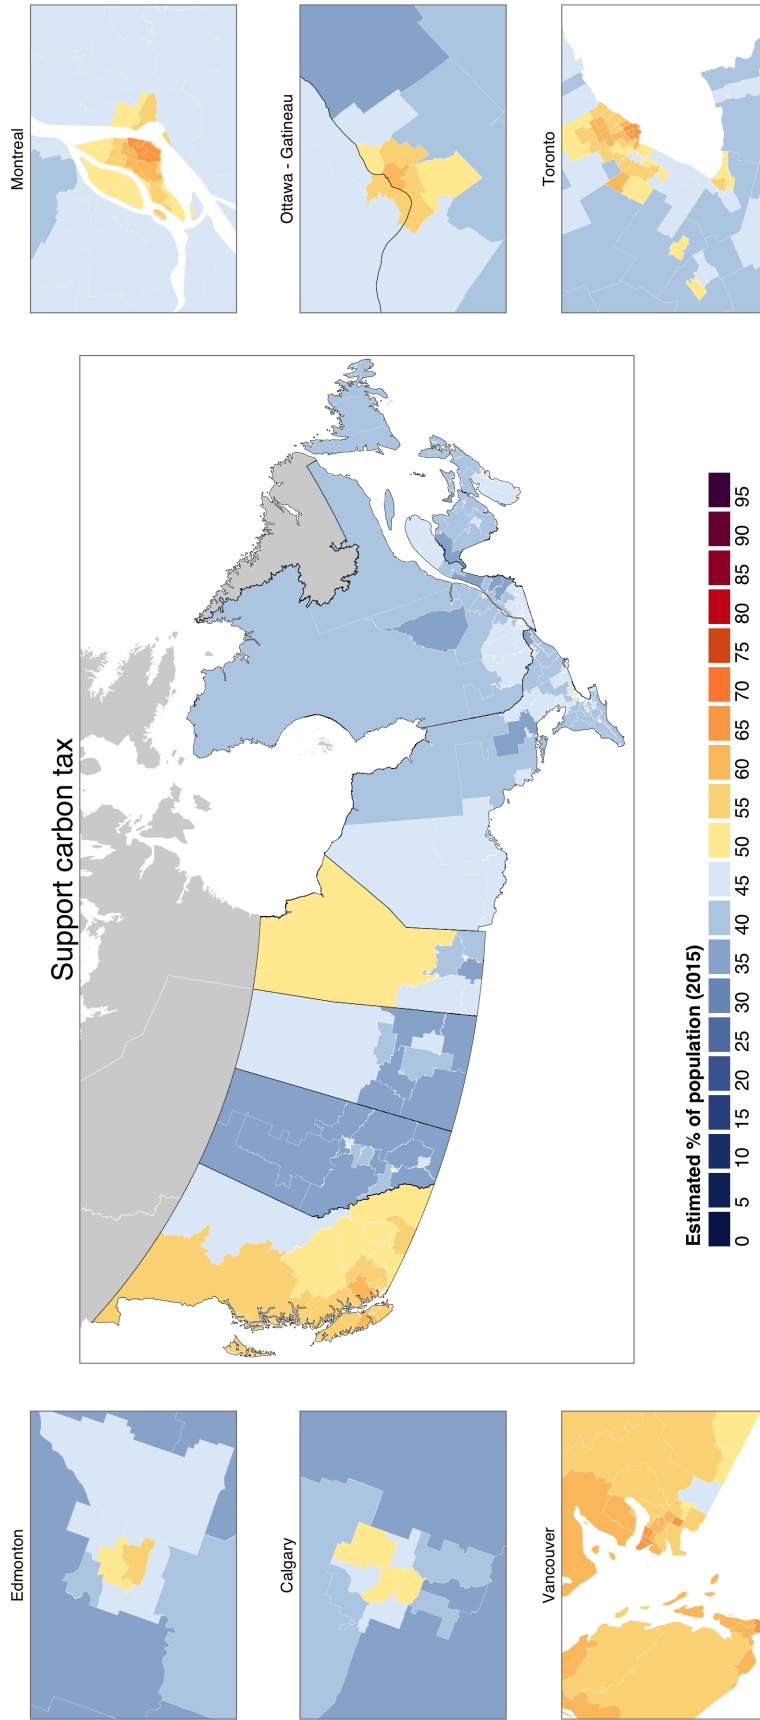 Support carbon tax
Edmonton
Calgary
Vancouver
Montreal
Ottawa - Gatineau
Toronto
Estimated % of population (2015)
0 5 10 15 20 25 30 35 40 45 50 55 60 65 70 75 80 85 90 95